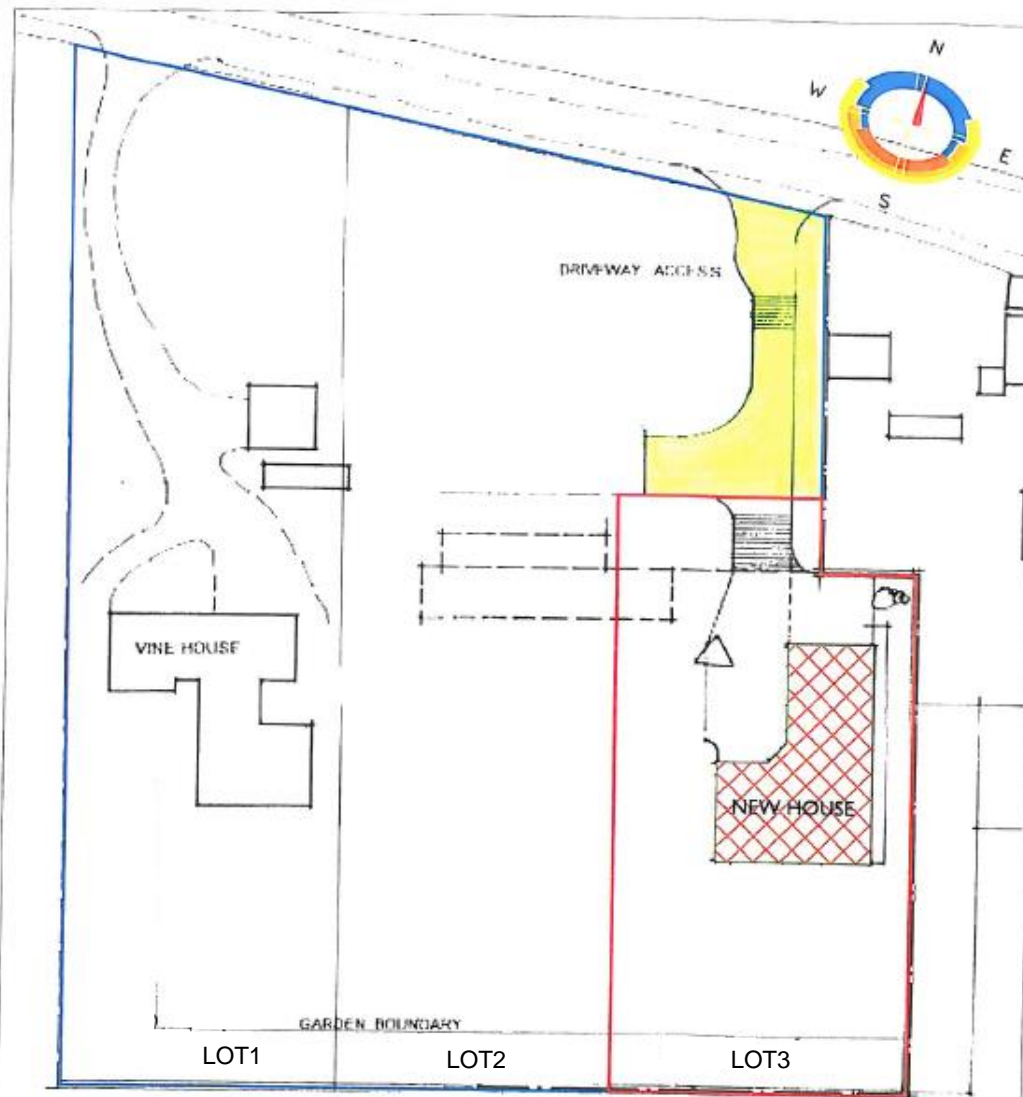 N
W
E
S
DRIVEWAY ACCESS
VINE HOUSE
NEW HOUSE
GARDEN BOUNDARY
LOT1
LOT2
LOT3